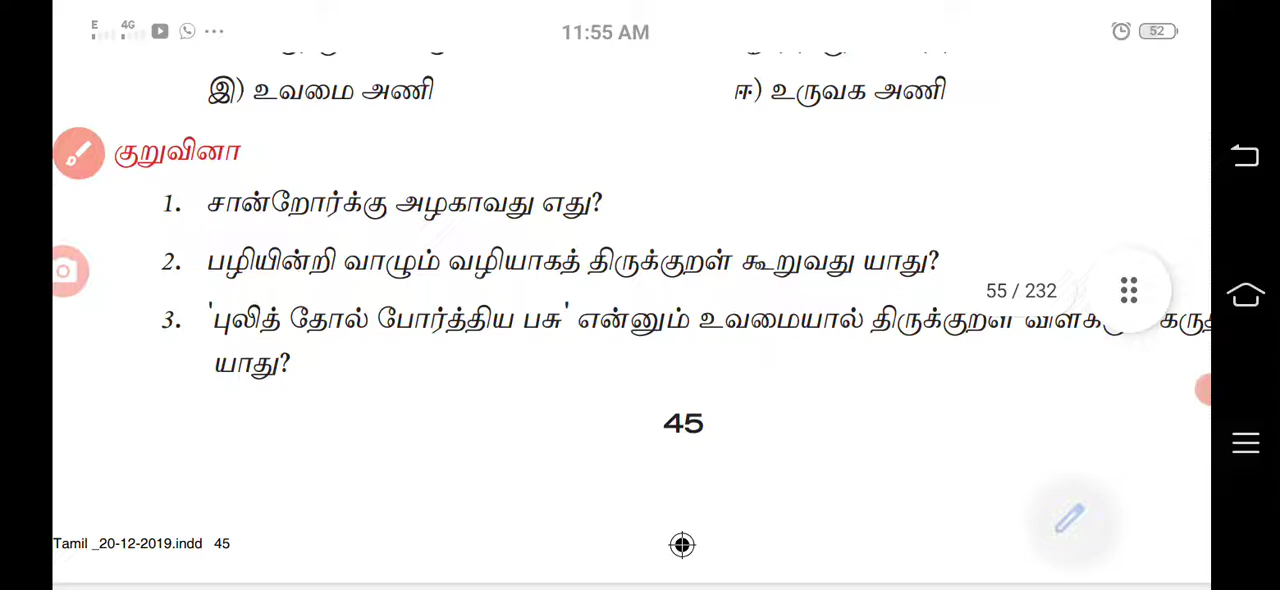 E 4G 11:55 AM 52
இ) உவமை அணி ஈ) உருவக அணி
குறுவினா
1. சான்றோர்க்கு அழகாவது எது?
2. பழியின்றி வாழும் வழியாகத் திருக்குறள் கூறுவது யாது?
55 / 232
3. 'புலித் தோல் போர்த்திய பசு' என்னும் உவமையால் திருக்குறள்
யாது?
45
Tamil _20-12-2019.indd 45